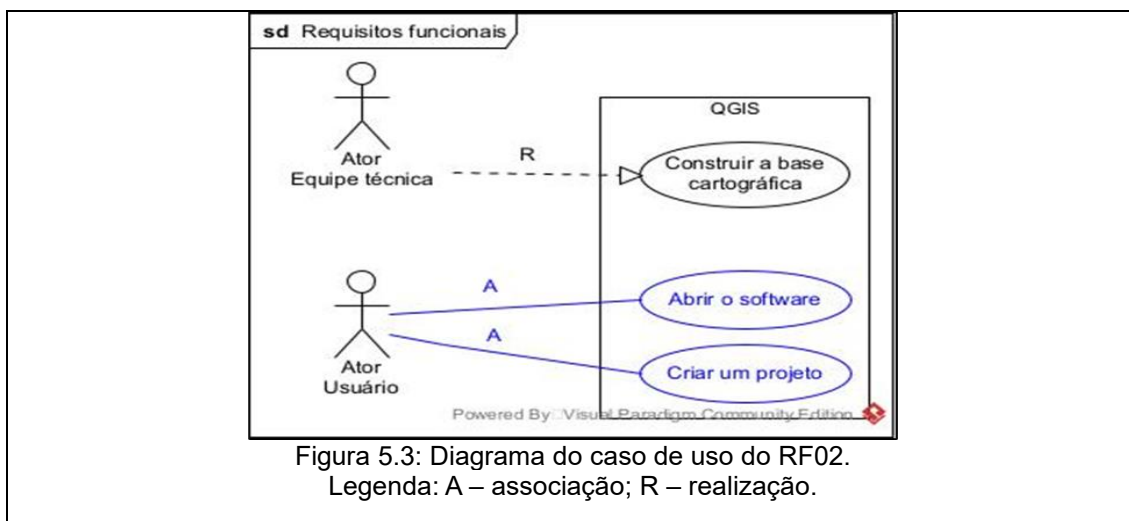 sd Requisitos funcionais
QGIS
Ator
Equipe técnica
R
Construir a base
cartográfica
A
Abrir o software
A
Ator
Usuário
Criar um projeto
Powered By Visual Paradigm Community Edition
Figura 5.3: Diagrama do caso de uso do RF02.
Legenda: A – associação; R – realização.